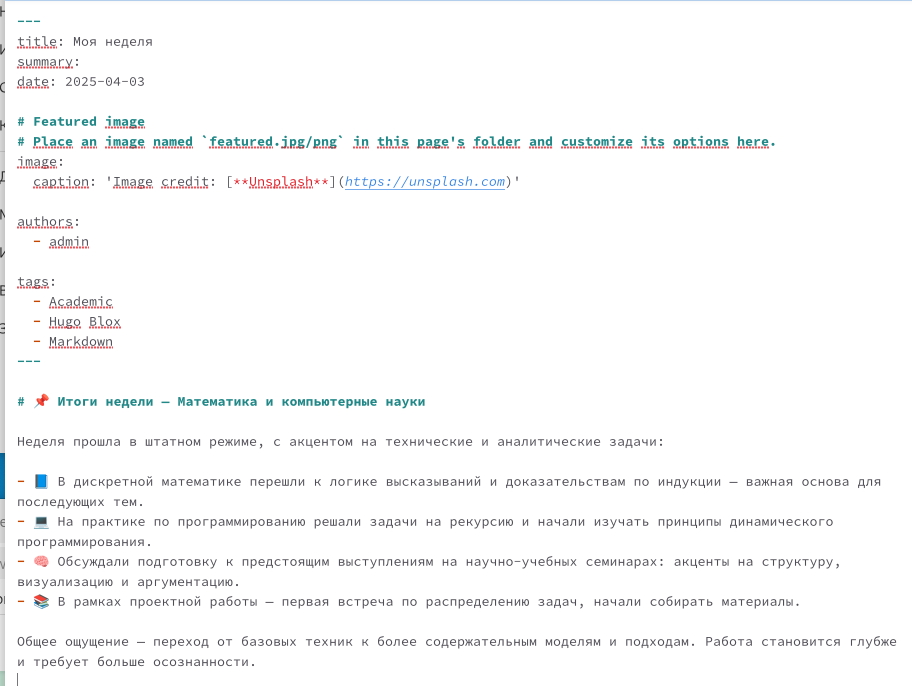 ---
title: Моя неделя
summary:
date: 2025-04-03
# Featured image
# Place an image named `featured.jpg/png` in this page's folder and customize its options here.
image:
  caption: 'Image credit: [**Unsplash**](https://unsplash.com)'
authors:
  - admin
tags:
  - Academic
  - Hugo Blox
  - Markdown
---
# 📌 Итоги недели — Математика и компьютерные науки
Неделя прошла в штатном режиме, с акцентом на технические и аналитические задачи:
- 📘 В дискретной математике перешли к логике высказываний и доказательствам по индукции — важная основа для
последующих тем.
- 💻 На практике по программированию решали задачи на рекурсию и начали изучать принципы динамического
программирования.
- 🧠 Обсуждали подготовку к предстоящим выступлениям на научно-учебных семинарах: акценты на структуру,
визуализацию и аргументацию.
- 📚 В рамках проектной работы — первая встреча по распределению задач, начали собирать материалы.
Общее ощущение — переход от базовых техник к более содержательным моделям и подходам. Работа становится глубже
и требует больше осознанности.